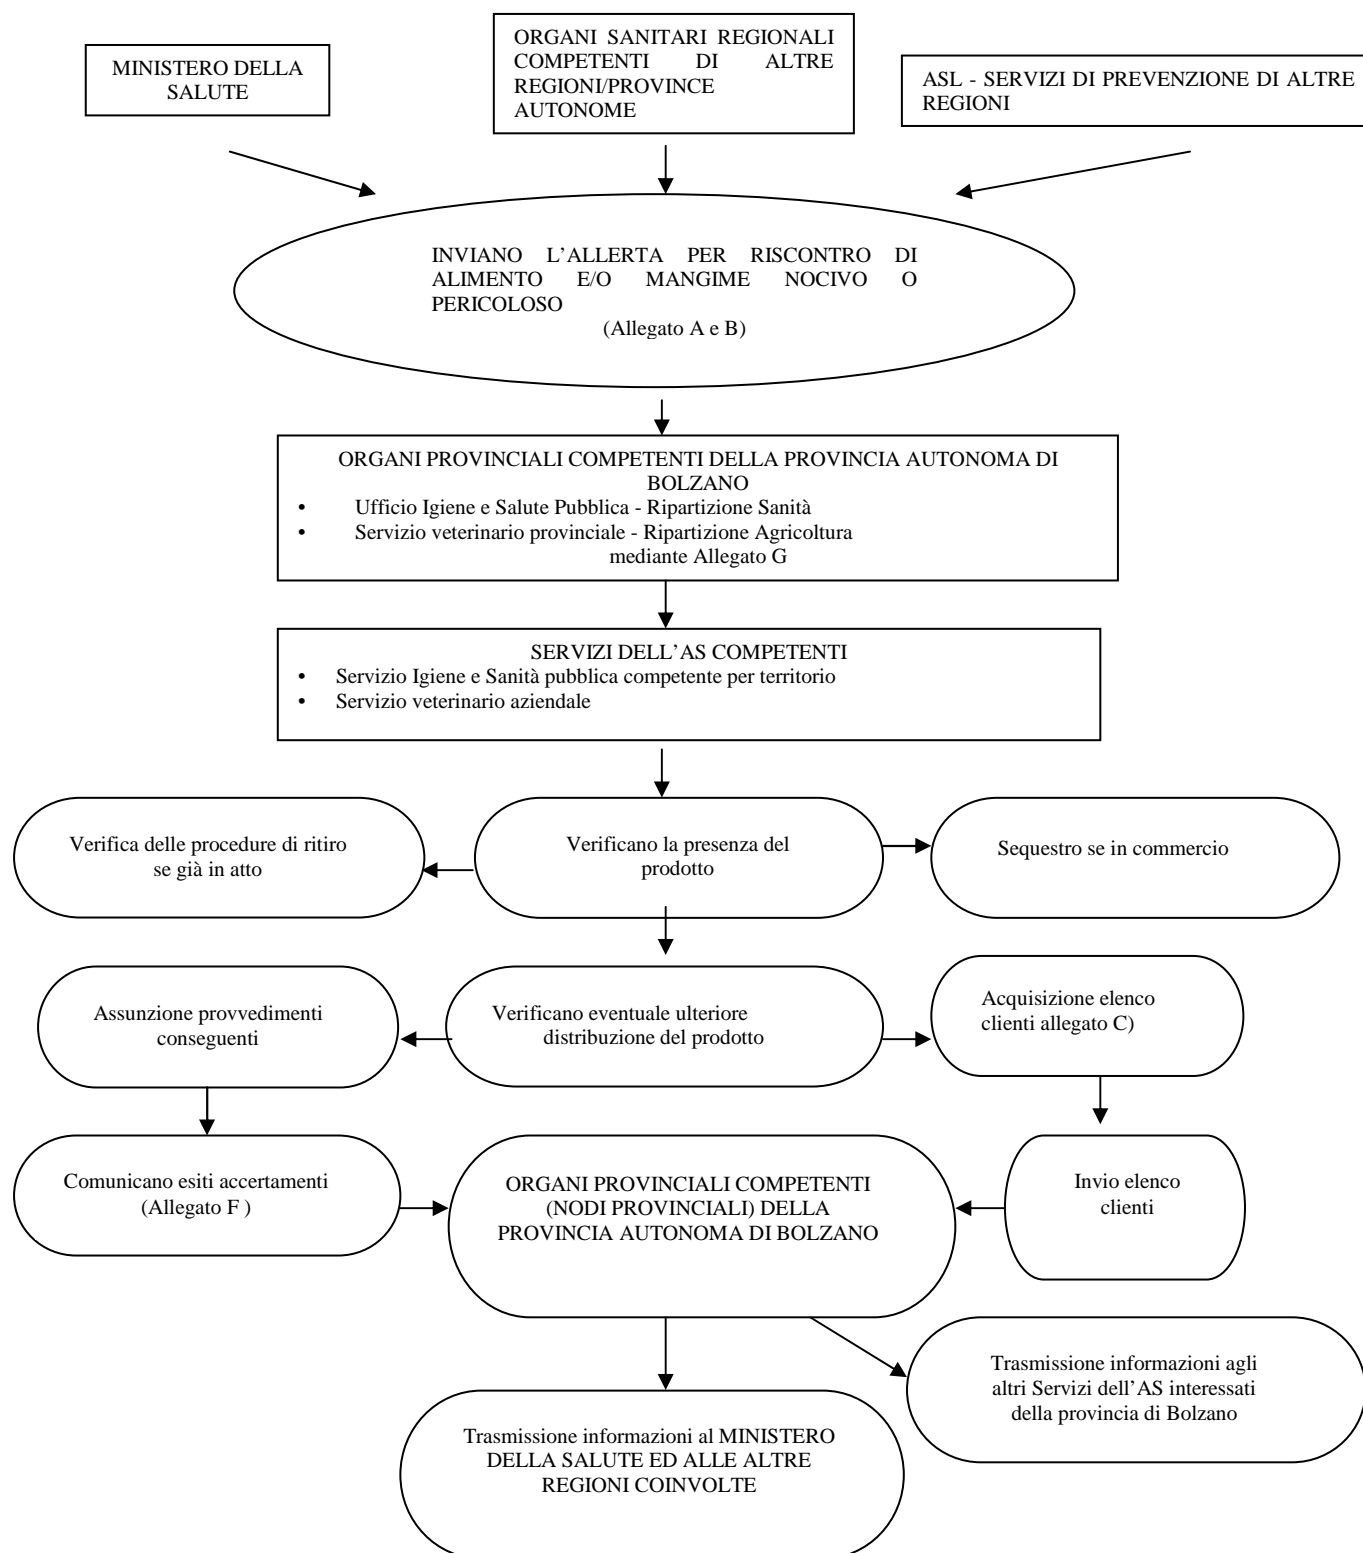 MINISTERO DELLA
SALUTE
ORGANI SANITARI REGIONALI
COMPETENTI DI ALTRE
REGIONI/PROVINCE
AUTONOME
ASL - SERVIZI DI PREVENZIONE DI ALTRE
REGIONI
INVIANO L’ALLERTA PER RISCONTRO DI
ALIMENTO E/O MANGIME NOCIVO O
PERICOLOSO
(Allegato A e B)
ORGANI PROVINCIALI COMPETENTI DELLA PROVINCIA AUTONOMA DI
BOLZANO
• Ufficio Igiene e Salute Pubblica - Ripartizione Sanità
• Servizio veterinario provinciale - Ripartizione Agricoltura
mediante Allegato G
SERVIZI DELL’AS COMPETENTI
• Servizio Igiene e Sanità pubblica competente per territorio
• Servizio veterinario aziendale
Verifica delle procedure di ritiro
se già in atto
Verificano la presenza del
prodotto
Sequestro se in commercio
Assunzione provvedimenti
conseguenti
Verificano eventuale ulteriore
distribuzione del prodotto
Acquisizione elenco
clienti allegato C)
Comunicano esiti accertamenti
(Allegato F )
ORGANI PROVINCIALI COMPETENTI
(NODI PROVINCIALI) DELLA
PROVINCIA AUTONOMA DI BOLZANO
Invio elenco
clienti
Trasmissione informazioni agli
altri Servizi dell’AS interessati
della provincia di Bolzano
Trasmissione informazioni al MINISTERO
DELLA SALUTE ED ALLE ALTRE
REGIONI COINVOLTE